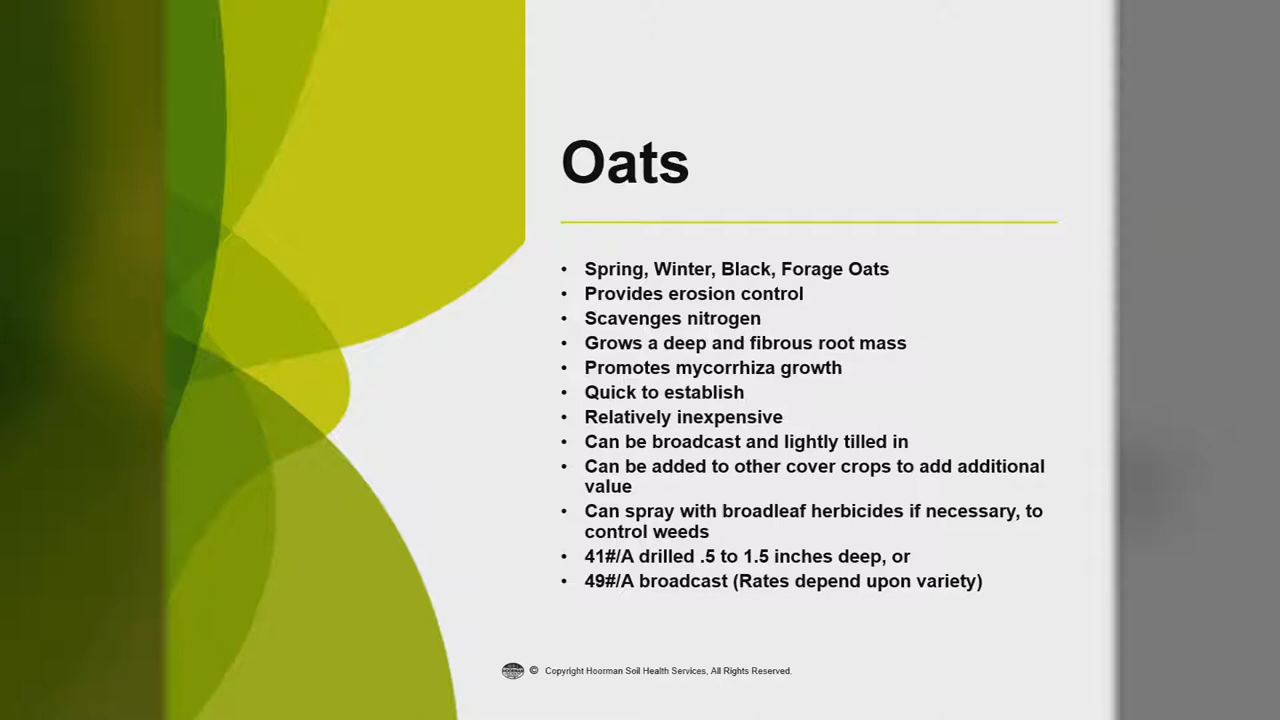 Oats
• Spring, Winter, Black, Forage Oats
• Provides erosion control
• Scavenges nitrogen
• Grows a deep and fibrous root mass
• Promotes mycorrhiza growth
• Quick to establish
• Relatively inexpensive
• Can be broadcast and lightly tilled in
• Can be added to other cover crops to add additional
value
• Can spray with broadleaf herbicides if necessary, to
control weeds
• 41#/A drilled .5 to 1.5 inches deep, or
• 49#/A broadcast (Rates depend upon variety)
© Copyright Hoorman Soil Health Services, All Rights Reserved.